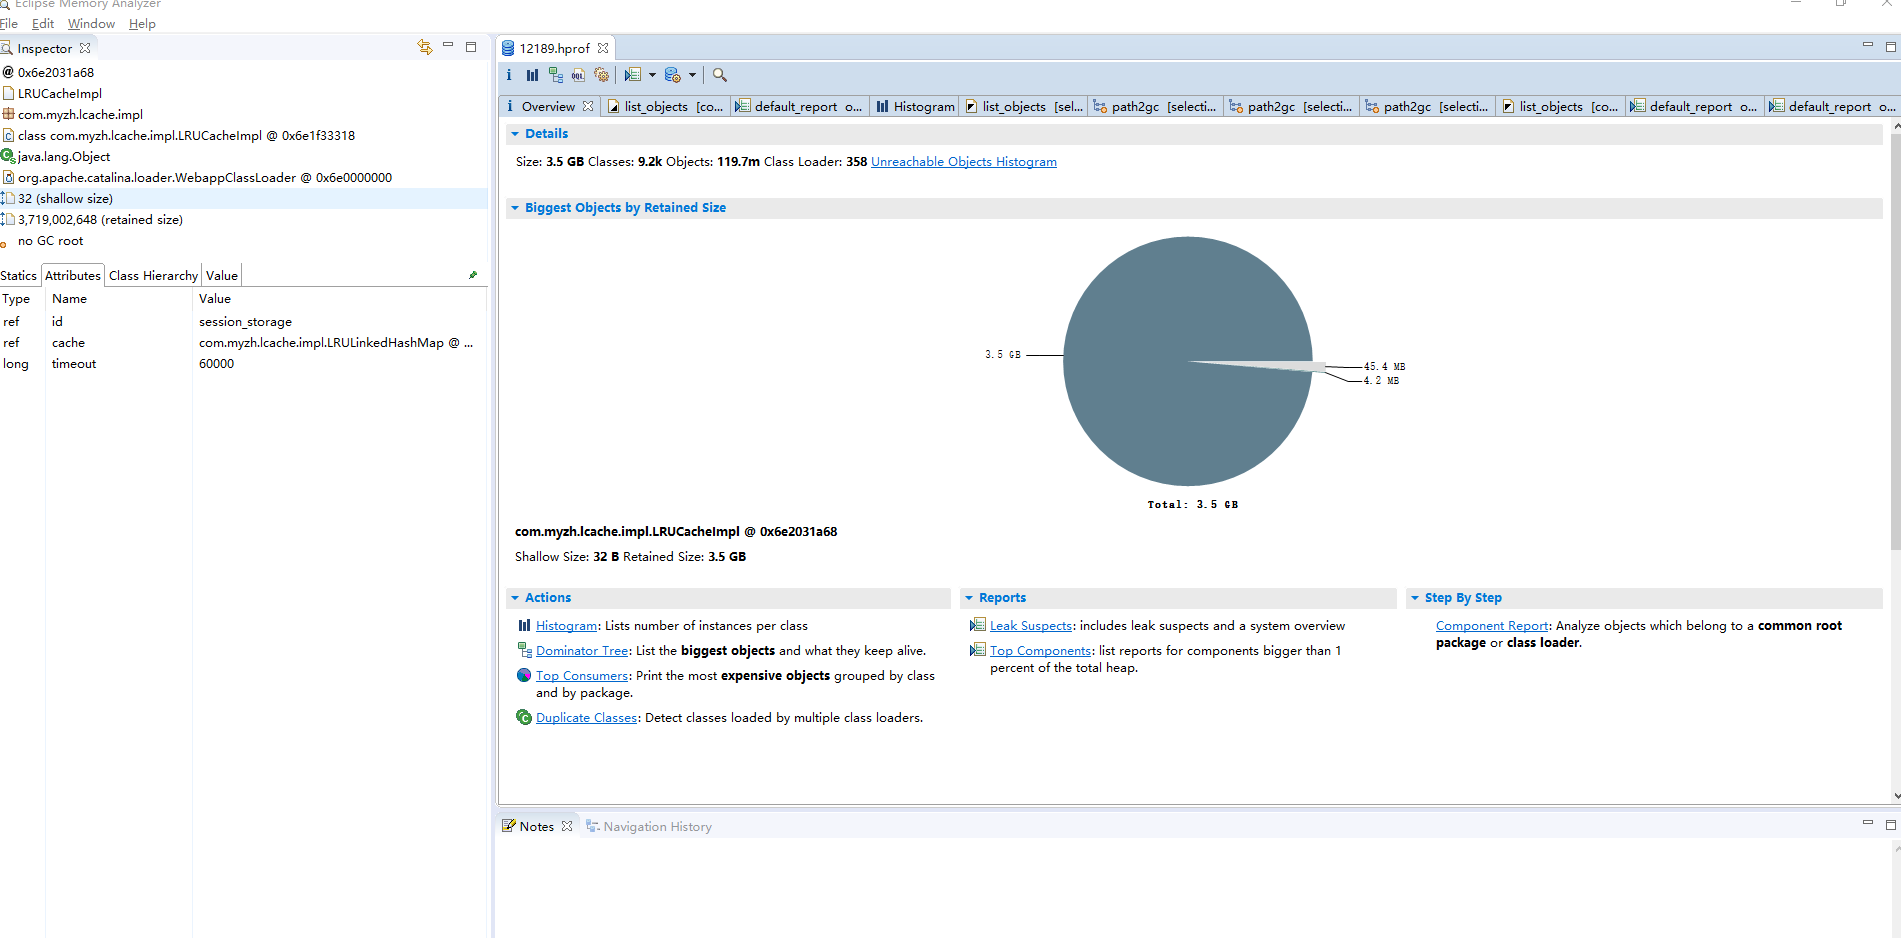 Eclipse Memory Analyzer
File Edit Window Help
Inspector
0x6e2031a68
LRUCacheImpl
com.myzh.lcache.impl
class com.myzh.lcache.impl.LRUCacheImpl @ 0x6e1f33318
java.lang.Object
org.apache.catalina.loader.WebappClassLoader @ 0x6e0000000
32 (shallow size)
3,719,002,648 (retained size)
no GC root
Statics Attributes Class Hierarchy Value
Type Name Value
ref id session_storage
ref cache com.myzh.lcache.impl.LRULinkedHashMap @ ...
long timeout 60000
12189.hprof
i Overview list_objects [co... default_report o... Histogram list_objects [sel... path2gc [selecti... path2gc [selecti... path2gc [selecti... list_objects [co... default_report o... default_report o...
Details
Size: 3.5 GB Classes: 9.2k Objects: 119.7m Class Loader: 358 Unreachable Objects Histogram
Biggest Objects by Retained Size
3.5 GB
45.4 MB
4.2 MB
Total: 3.5 GB
com.myzh.lcache.impl.LRUCacheImpl @ 0x6e2031a68
Shallow Size: 32 B Retained Size: 3.5 GB
Actions
Histogram: Lists number of instances per class
Dominator Tree: List the biggest objects and what they keep alive.
Top Consumers: Print the most expensive objects grouped by class
and by package.
Duplicate Classes: Detect classes loaded by multiple class loaders.
Reports
Leak Suspects: includes leak suspects and a system overview
Top Components: list reports for components bigger than 1
percent of the total heap.
Step By Step
Component Report: Analyze objects which belong to a common root
package or class loader.
Notes Navigation History